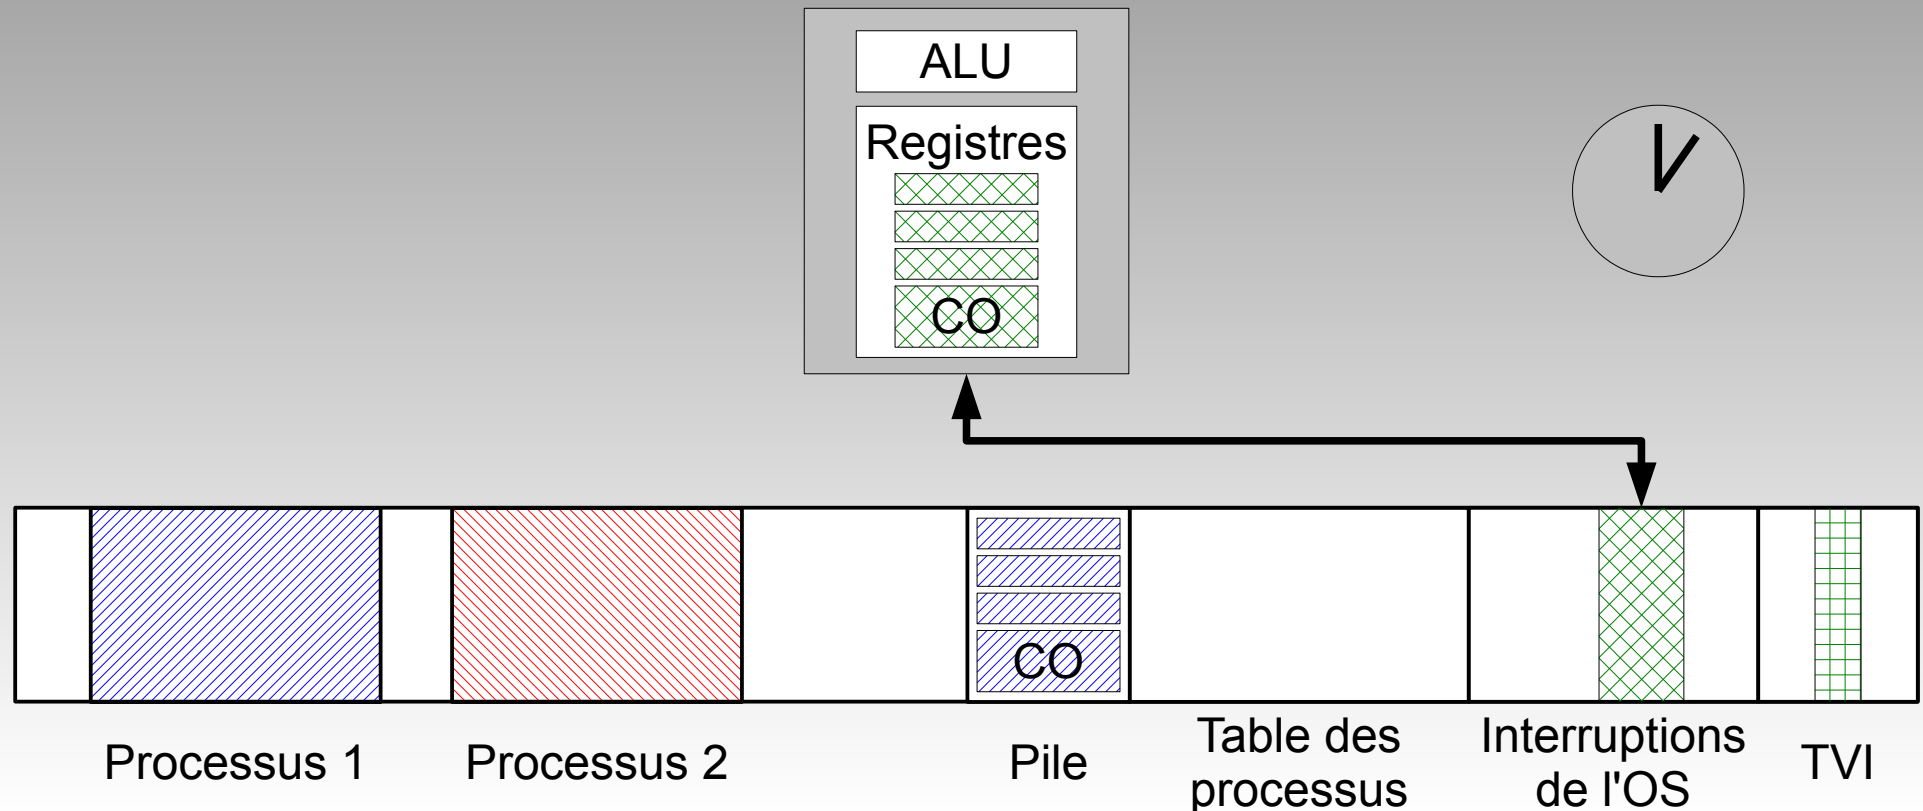 ALU
Registres
CO
CO
Processus 1
Processus 2
Pile
Table des
processus
Interruptions
de l'OS
TVI